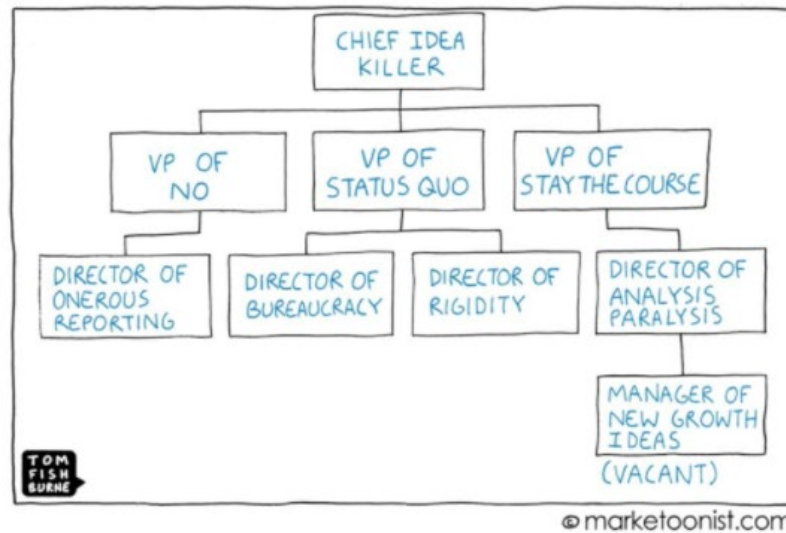 CHIEF IDEA
KILLER
VP OF
NO
VP OF
STATUS QUO
VP OF
STAY THE COURSE
DIRECTOR OF
ONEROUS
REPORTING
DIRECTOR OF
BUREAUCRACY
DIRECTOR OF
RIGIDITY
DIRECTOR OF
ANALYSIS
PARALYSIS
MANAGER OF
NEW GROWTH
IDEAS
(VACANT)
TOM
FISH
BURNE
© marketoonist.com